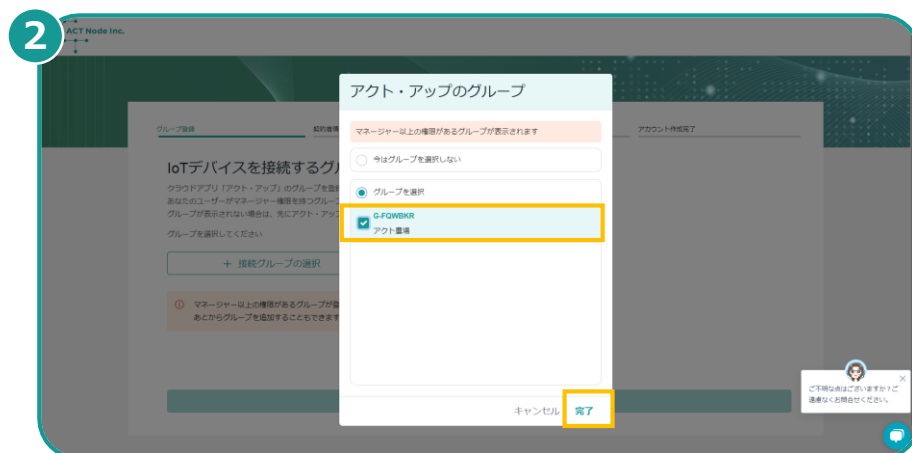 2
ACT Node Inc.
アクト・アップのグループ
グループ登録
契約者情
アカウント作成完了
マネージャー以上の権限があるグループが表示されます
IoTデバイスを接続するグル
今はグループを選択しない
クラウドアプリ「アクト・アップ」のグループを登録
あなたのユーザーがマネージャー権限を持つグループ
グループが表示されない場合は、先にアクト・アップ
グループを選択
グループを選択してください
G-FQWBKR
アクト農場
+ 接続グループの選択
マネージャー以上の権限があるグループが登
あとからグループを追加することもできます
キャンセル
完了
ご不明な点はございますか？ご
遠慮なくお問合せください。